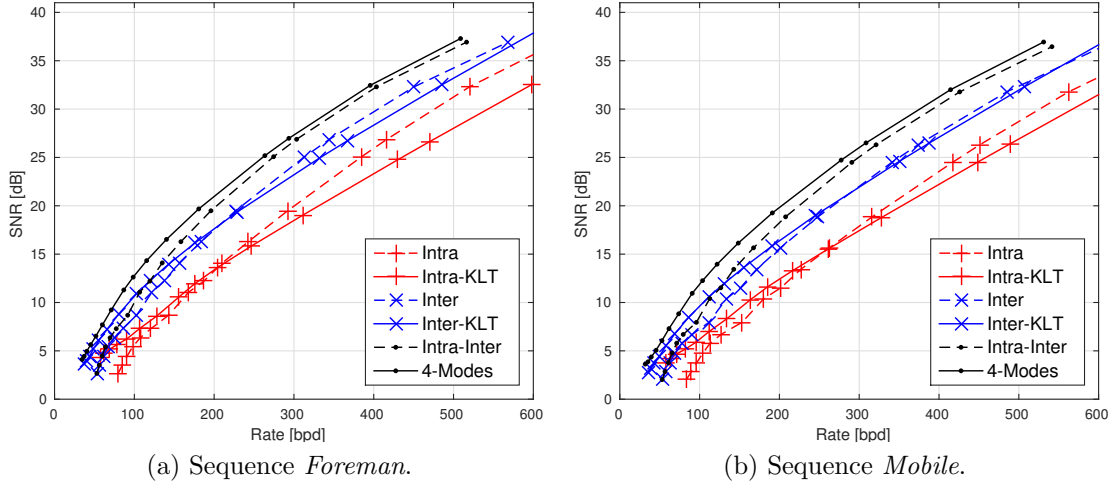 40
35
30
25
20
15
10
5
0
SNR [dB]
0 100 200 300 400 500 600
Rate [bpd]
Intra
Intra-KLT
Inter
Inter-KLT
Intra-Inter
4-Modes
(a) Sequence Foreman.
40
35
30
25
20
15
10
5
0
SNR [dB]
0 100 200 300 400 500 600
Rate [bpd]
Intra
Intra-KLT
Inter
Inter-KLT
Intra-Inter
4-Modes
(b) Sequence Mobile.